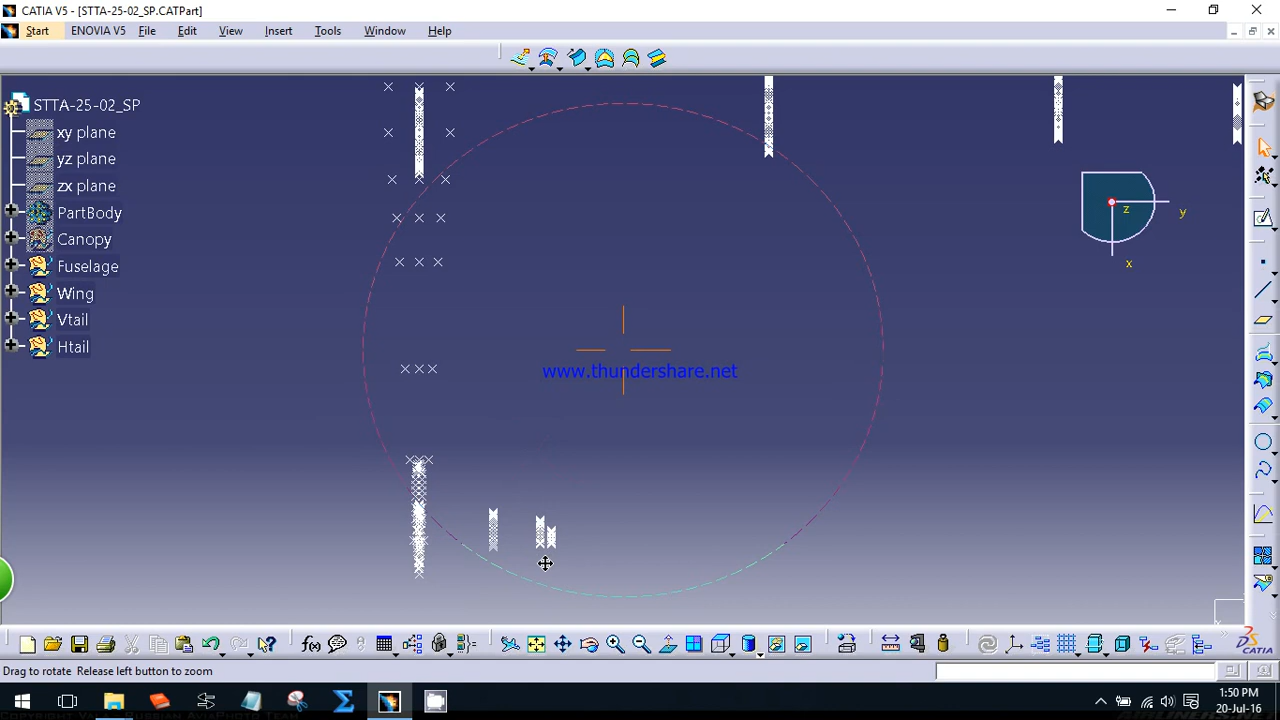 CATIA V5 - [STTA-25-02_SP.CATPart]
Start ENOVIA V5 File Edit View Insert Tools Window Help
STTA-25-02_SP
xy plane
yz plane
zx plane
PartBody
Canopy
Fuselage
Wing
Vtail
Htail
z
y
x
www.thundershare.net
f(x)
CATIA
Drag to rotate Release left button to zoom
1:50 PM
20-Jul-16